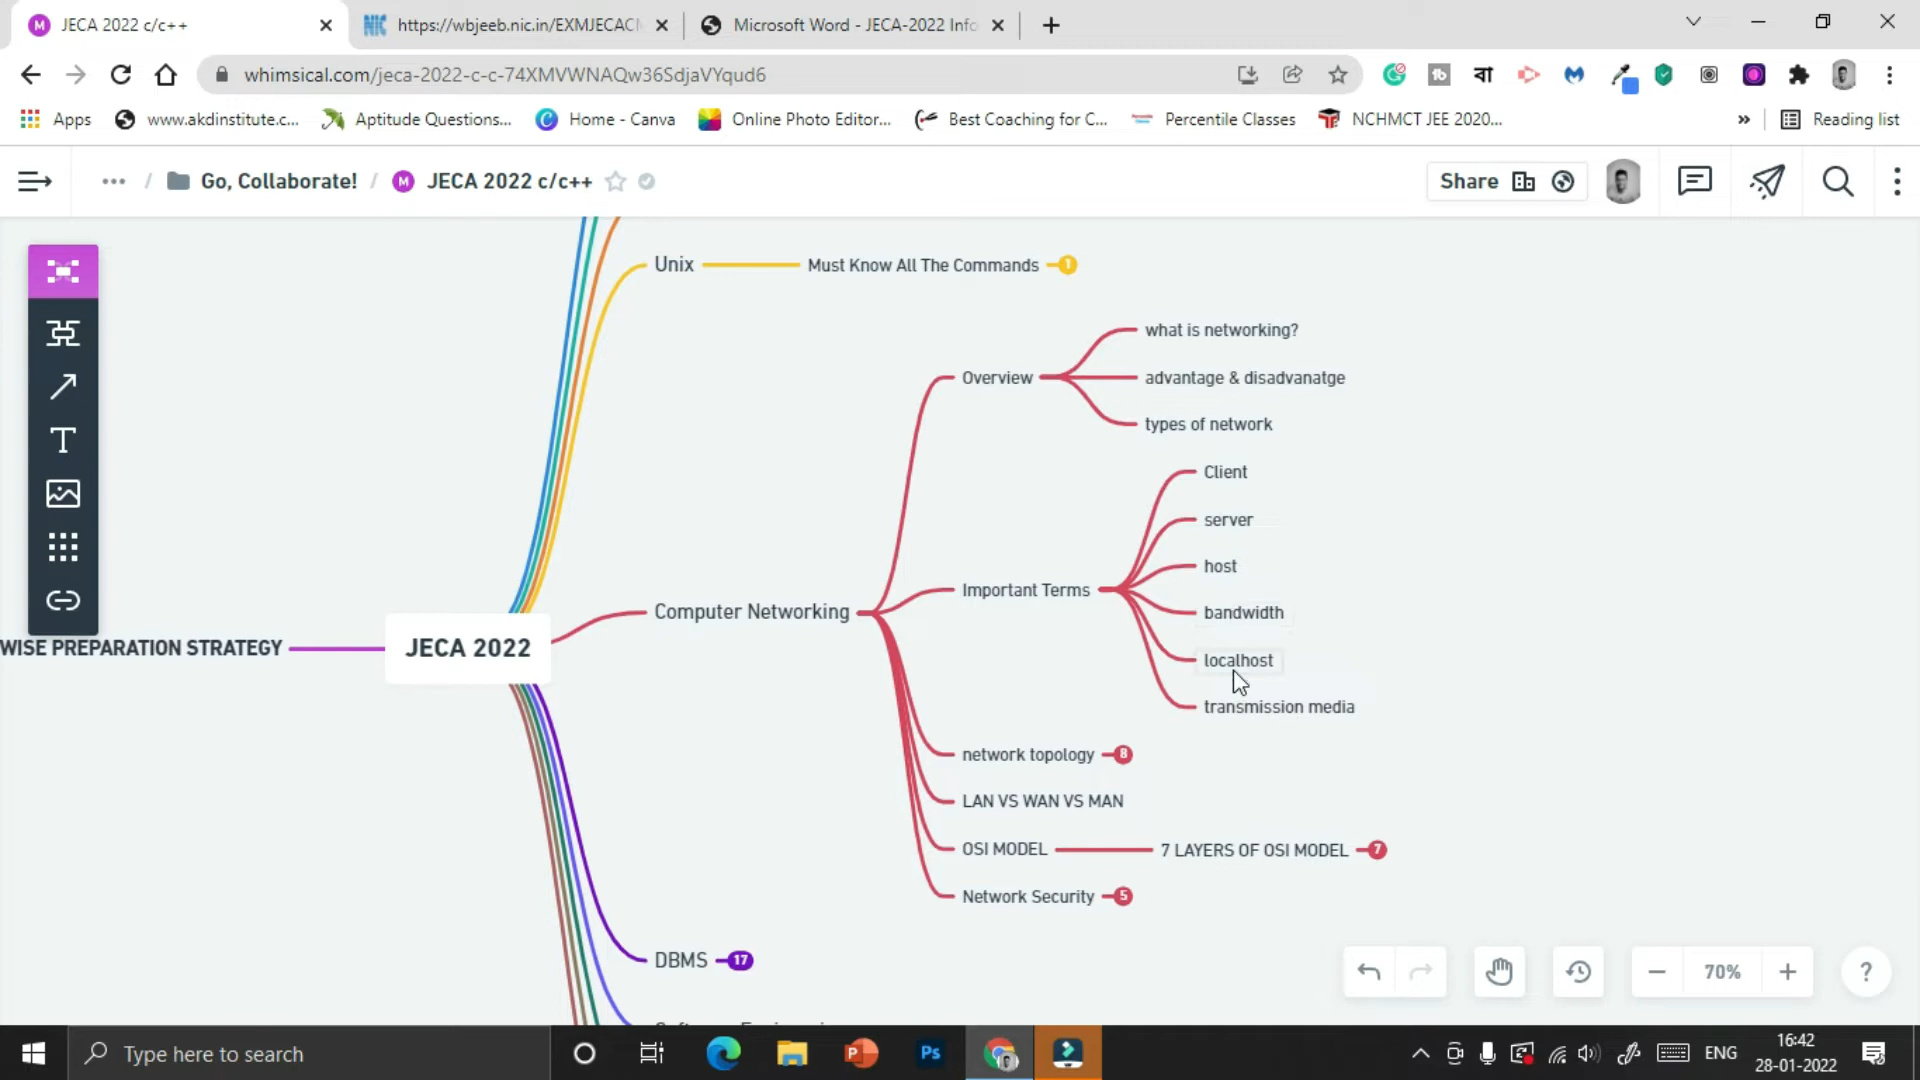 JECA 2022 c/c++
https://wbjeeb.nic.in/EXMJECACN
Microsoft Word - JECA-2022 Info
whimsical.com/jeca-2022-c-c-74XMVWNAQw36SdjaVYqud6
Apps
www.akdinstitute.c...
Aptitude Questions...
Home - Canva
Online Photo Editor...
Best Coaching for C...
Percentile Classes
NCHMCT JEE 2020...
Reading list
Go, Collaborate! / M JECA 2022 c/c++
Share
Unix
Must Know All The Commands
1
what is networking?
Overview
advantage & disadvanatge
types of network
Client
server
host
Important Terms
bandwidth
Computer Networking
localhost
WISE PREPARATION STRATEGY
JECA 2022
transmission media
network topology
8
LAN VS WAN VS MAN
OSI MODEL
7 LAYERS OF OSI MODEL
7
Network Security
5
DBMS
17
70%
?
Type here to search
Ps
ENG
16:42
28-01-2022